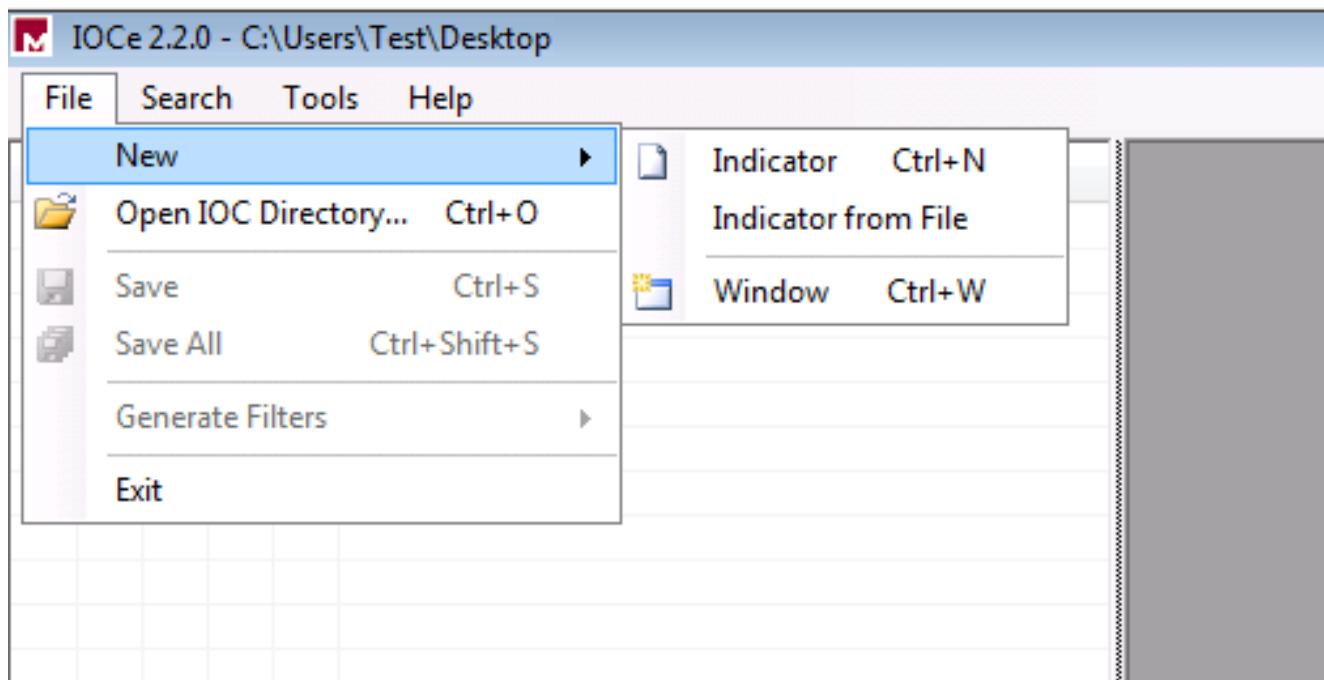 IOCe 2.2.0 - C:\Users\Test\Desktop
File Search Tools Help
New
Open IOC Directory... Ctrl+O
Save Ctrl+S
Save All Ctrl+Shift+S
Generate Filters
Exit
Indicator Ctrl+N
Indicator from File
Window Ctrl+W